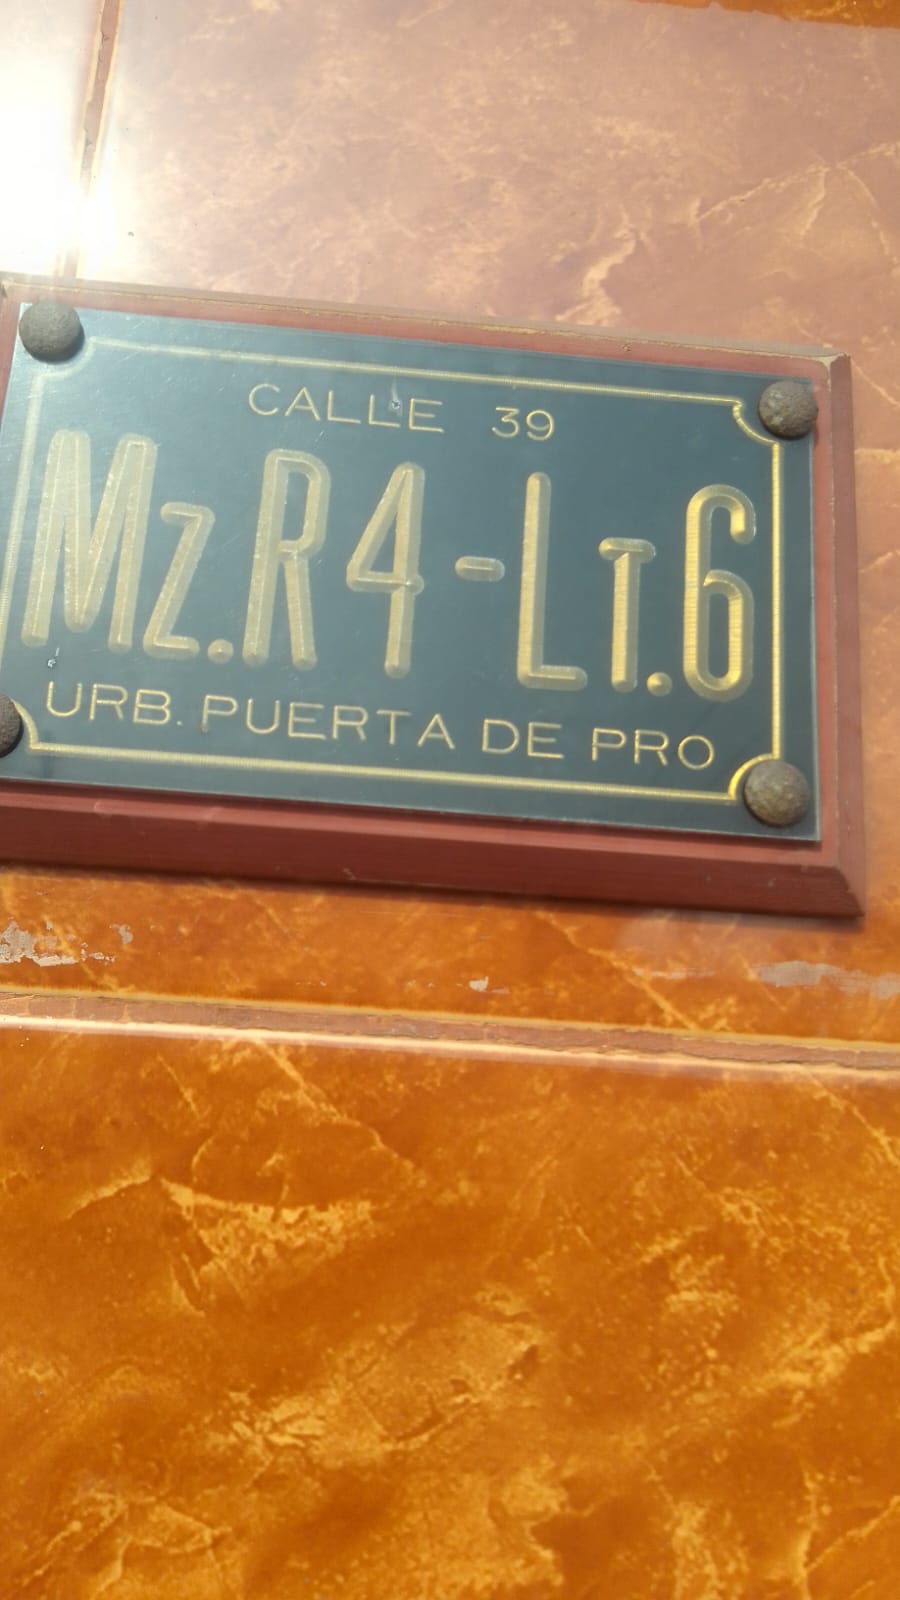 CALLE 39
Mz.R4-LT.6
URB. PUERTA DE PRO